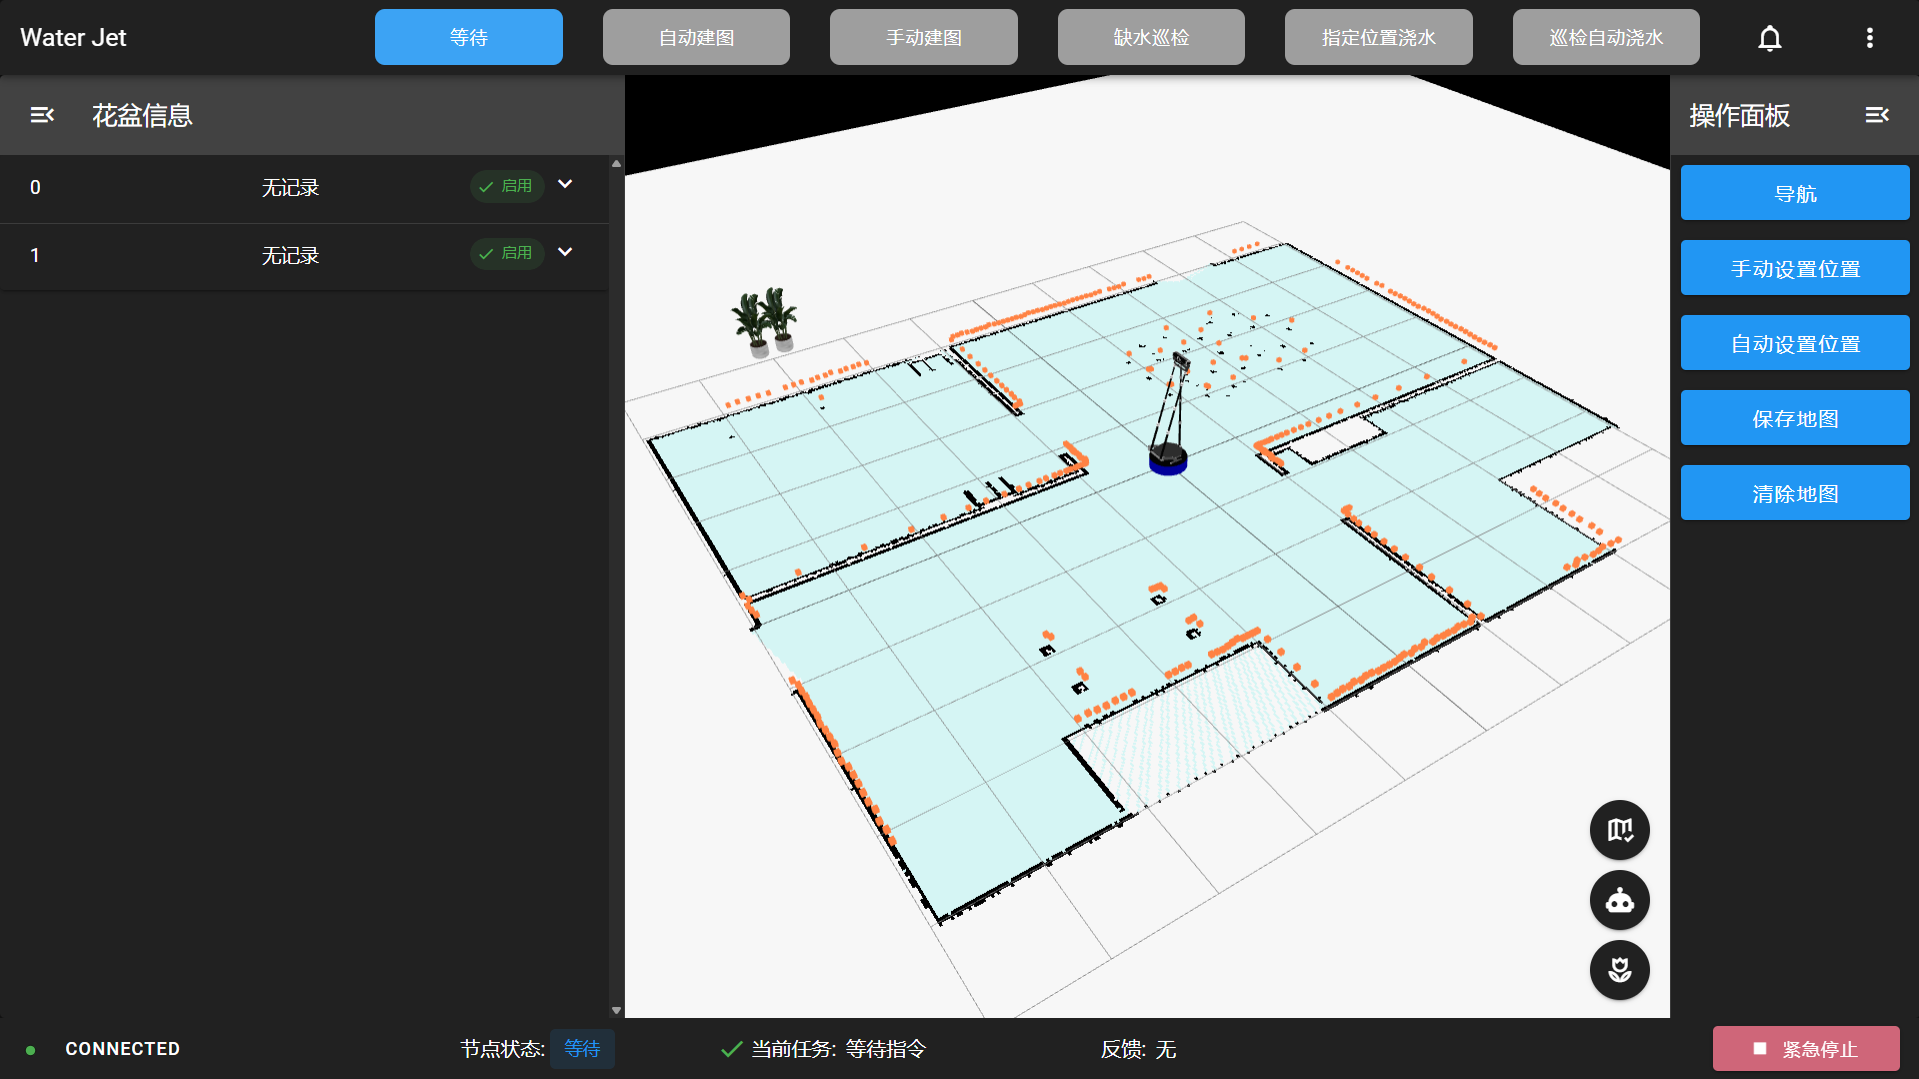 Water Jet
等待
自动建图
手动建图
缺水巡检
指定位置浇水
巡检自动浇水
花盆信息
0 无记录 启用
1 无记录 启用
操作面板
导航
手动设置位置
自动设置位置
保存地图
清除地图
CONNECTED
节点状态: 等待
当前任务: 等待指令
反馈: 无
紧急停止